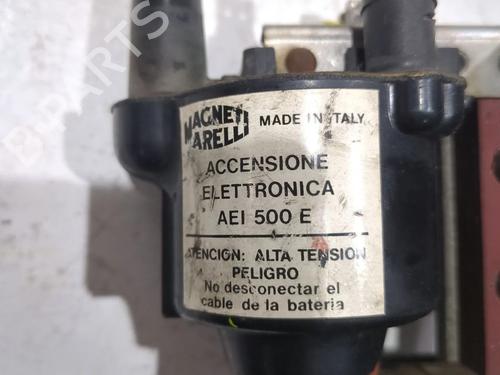 MAGNETI
MARELLI
MADE IN ITALY
ACCENSIONE
ELETTRONICA
AEI 500 E
ATENCION: ALTA TENSION
PELIGRO
No desconectar el
cable de la bateria